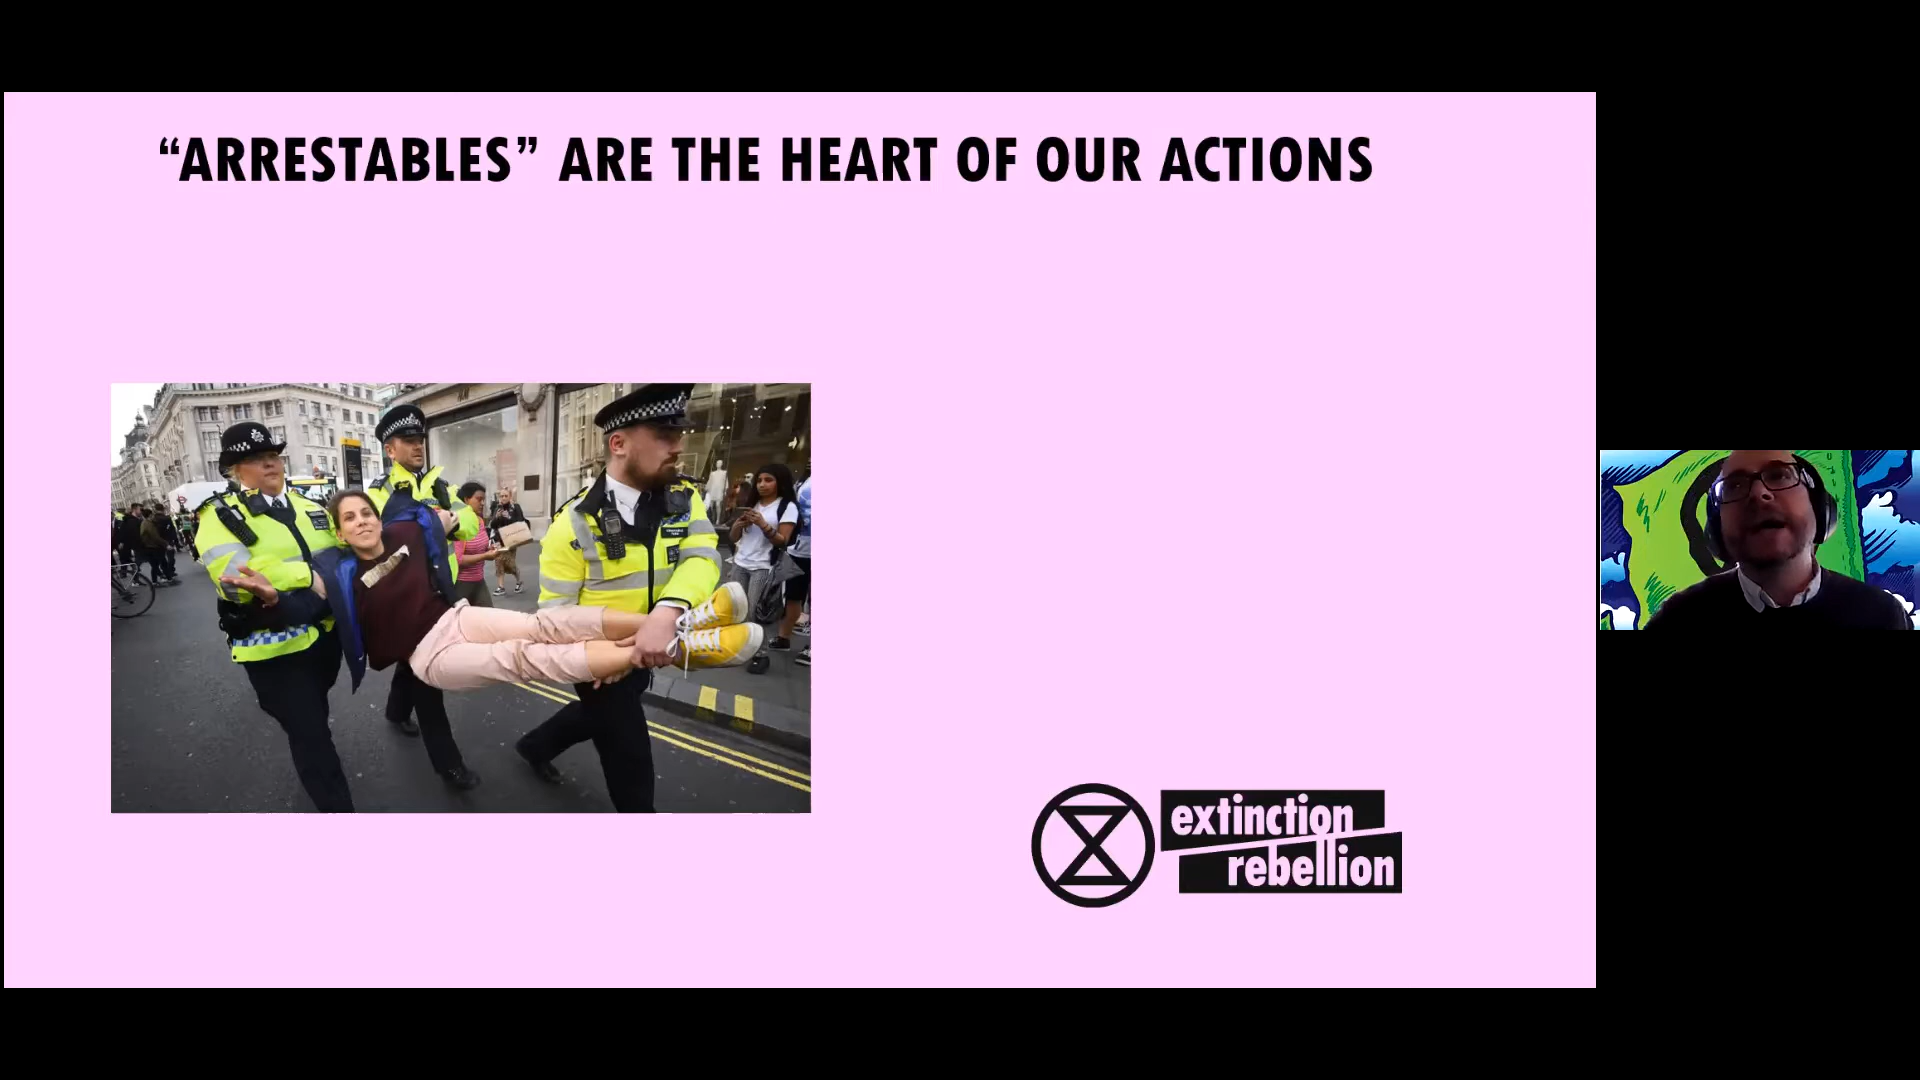 “ARRESTABLES” ARE THE HEART OF OUR ACTIONS
extinction
rebellion